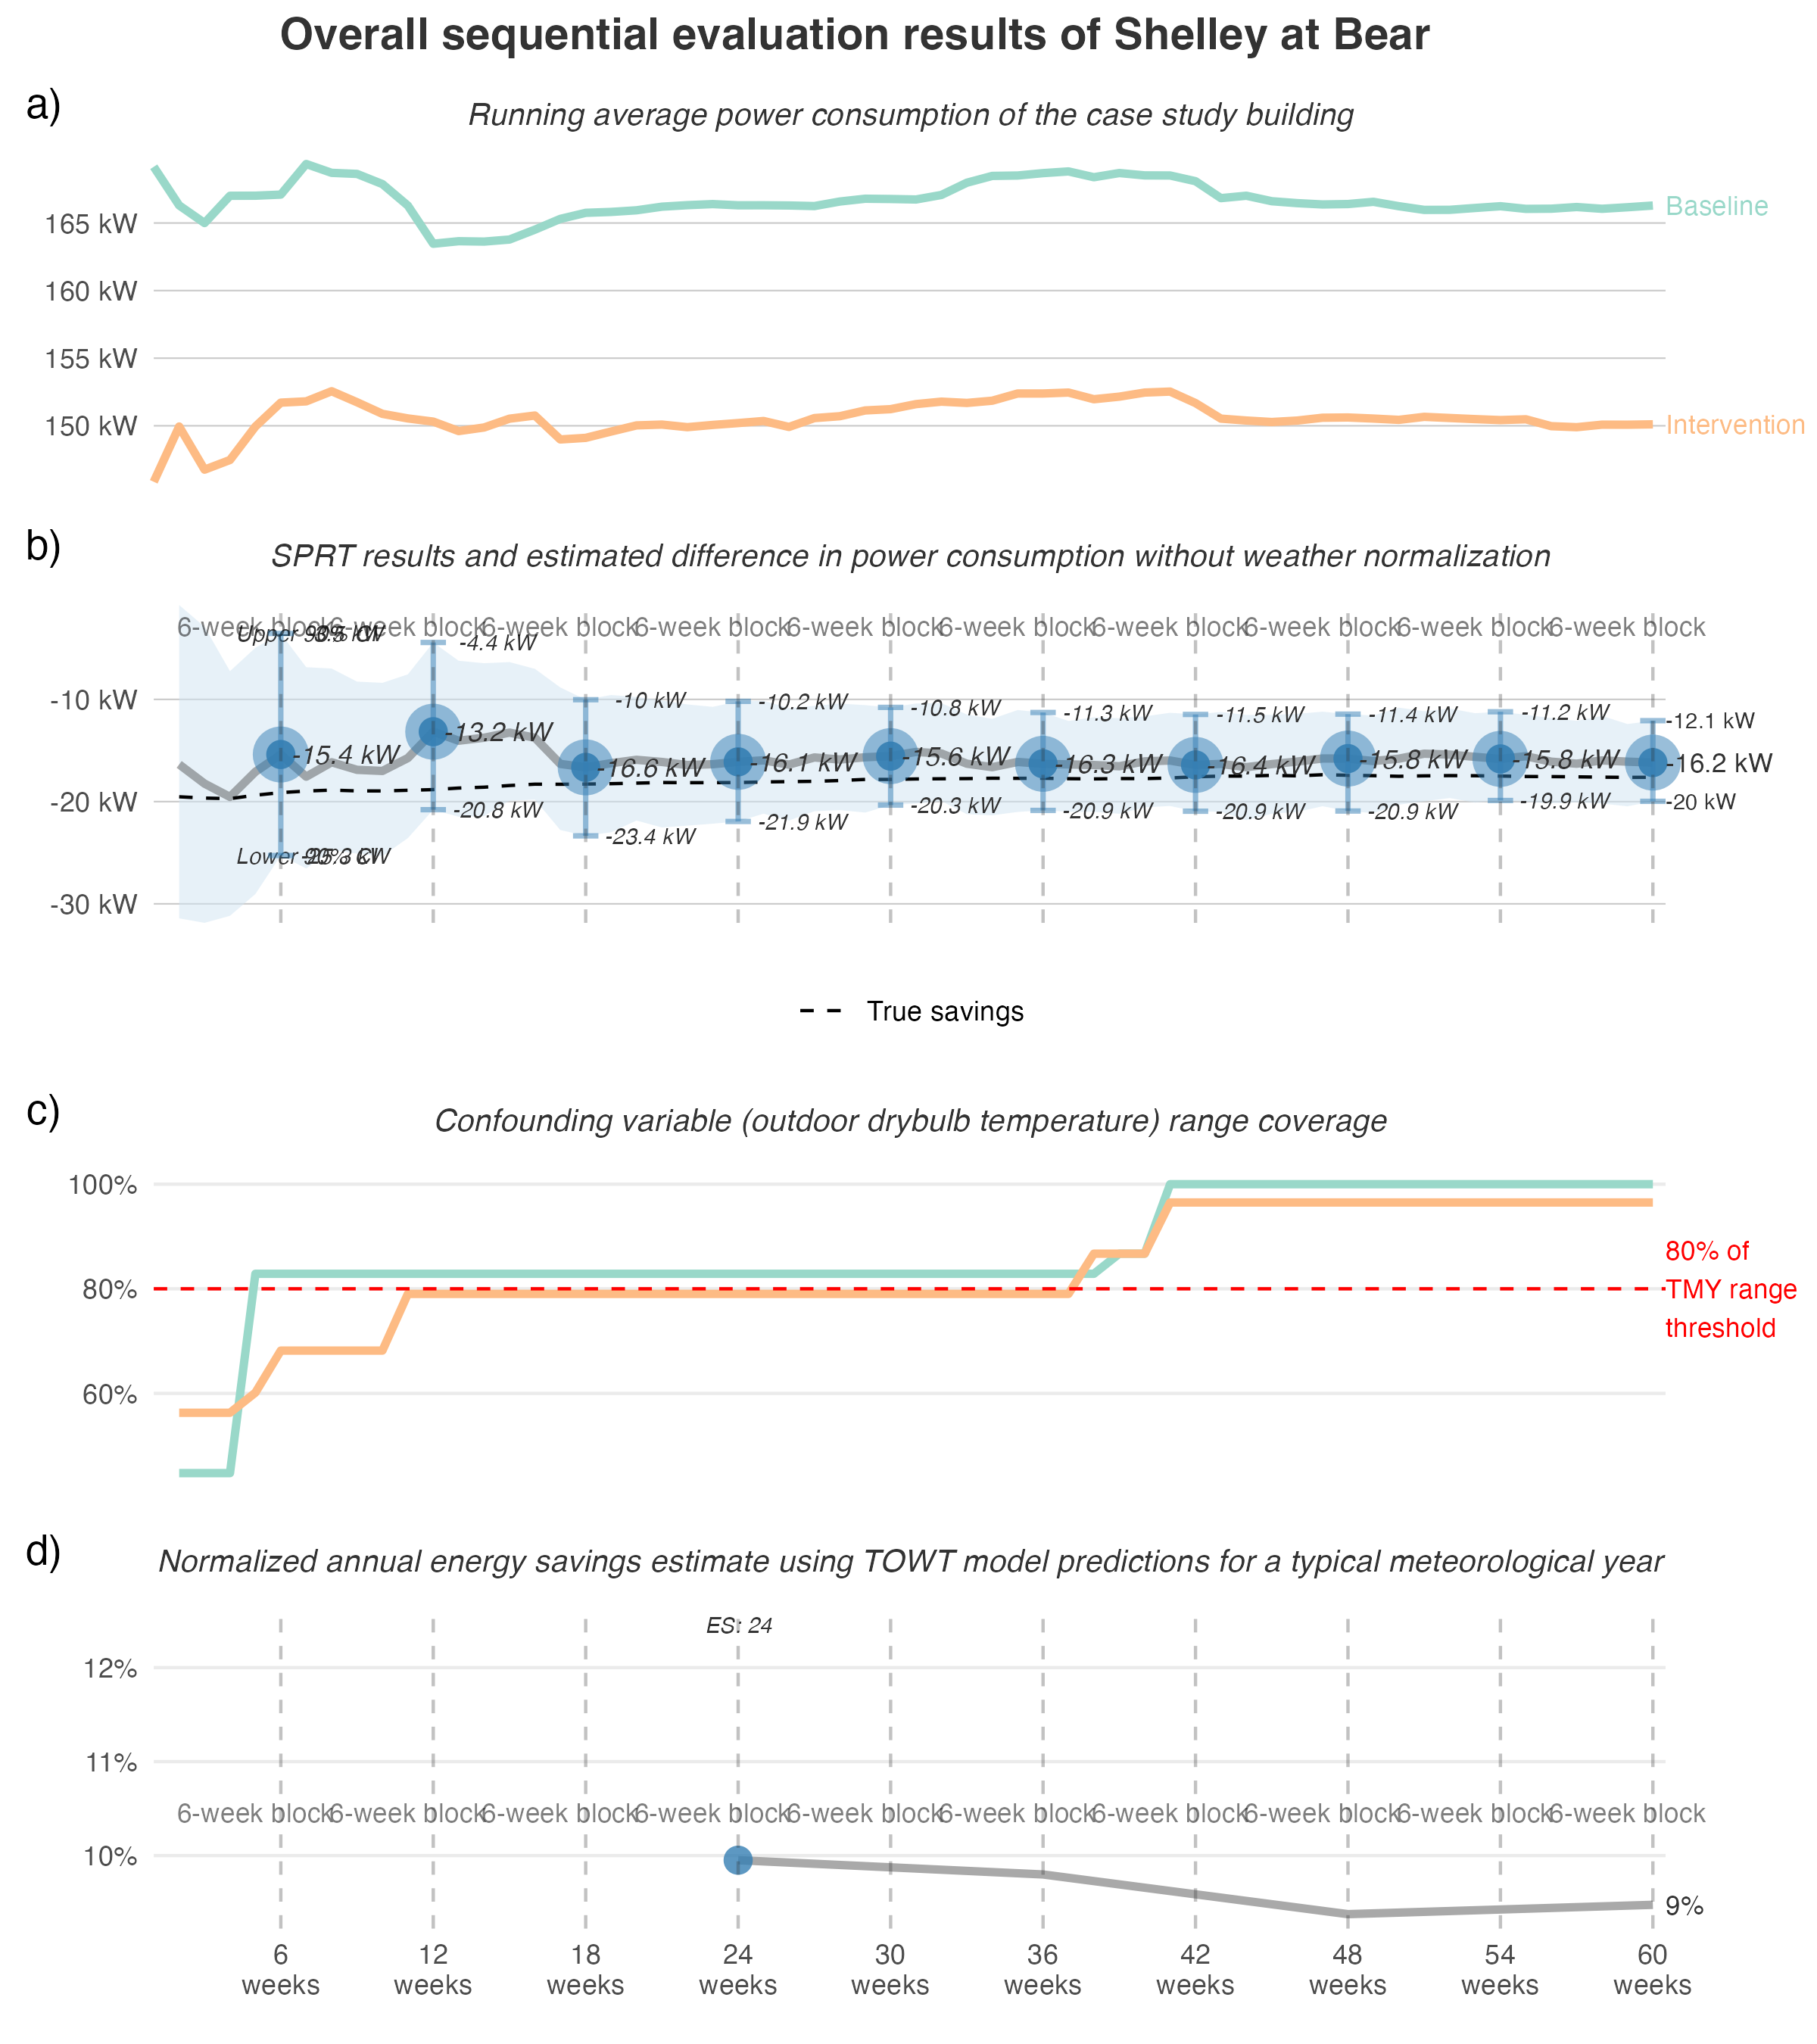 Overall sequential evaluation results of Shelley at Bear
a)
Running average power consumption of the case study building
165 kW
160 kW
155 kW
150 kW
Baseline
Intervention
b)
SPRT results and estimated difference in power consumption without weather normalization
6-week block 6-week block 6-week block 6-week block 6-week block 6-week block 6-week block 6-week block 6-week block 6-week block
Upper
-4.4 kW
-10 kW
-10.2 kW
-10.8 kW
-11.3 kW
-11.5 kW
-11.4 kW
-11.2 kW
-12.1 kW
-10 kW
-20 kW
-30 kW
-15.4 kW
-13.2 kW
-16.6 kW
-16.1 kW
-15.6 kW
-16.3 kW
-16.4 kW
-15.8 kW
-15.8 kW
-16.2 kW
Lower
-20.8 kW
-23.4 kW
-21.9 kW
-20.3 kW
-20.9 kW
-20.9 kW
-20.9 kW
-19.9 kW
-20 kW
True savings
c)
Confounding variable (outdoor drybulb temperature) range coverage
100%
80%
60%
80% of
TMY range
threshold
d)
Normalized annual energy savings estimate using TOWT model predictions for a typical meteorological year
ES: 24
12%
11%
10%
6-week block 6-week block 6-week block 6-week block 6-week block 6-week block 6-week block 6-week block 6-week block 6-week block
9%
6 weeks
12 weeks
18 weeks
24 weeks
30 weeks
36 weeks
42 weeks
48 weeks
54 weeks
60 weeks